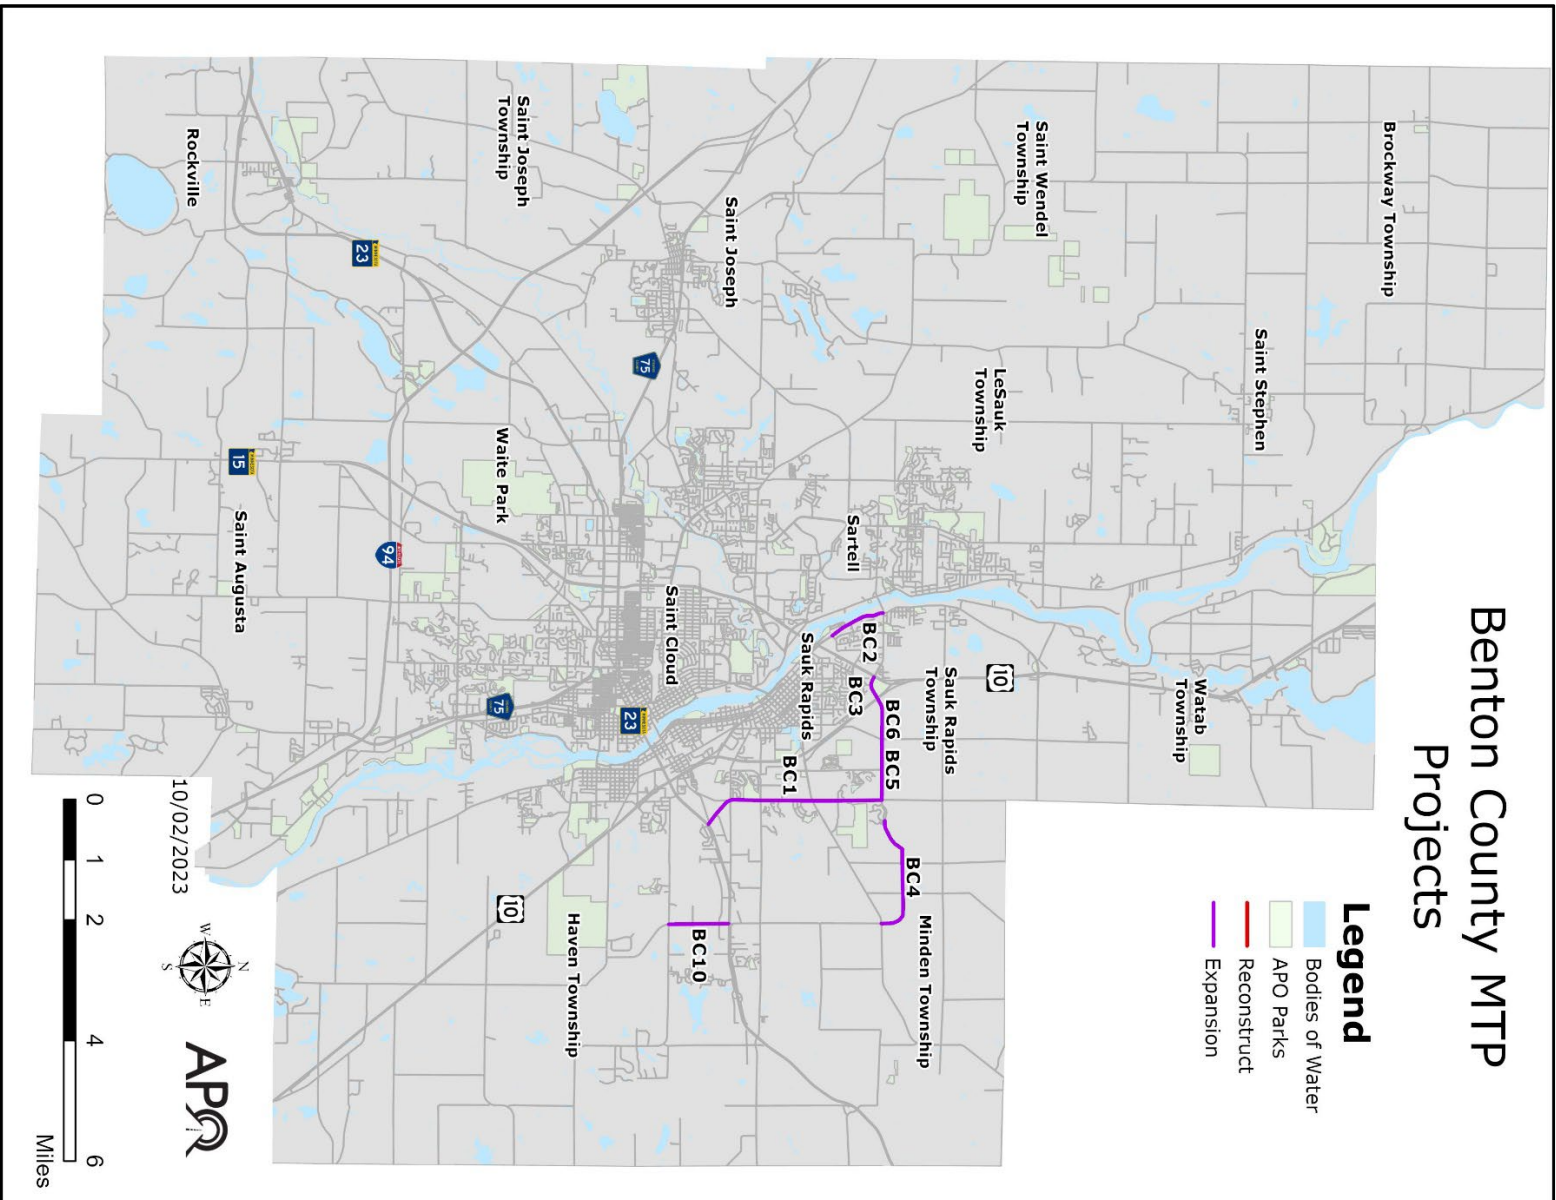 Benton County MTP
Projects
Legend
Bodies of Water
APO Parks
Reconstruct
Expansion
Brockway Township
Saint Stephen
Saint Wendel
Township
LeSauk
Township
Watab
Township
10
Sauk Rapids
Township
Sartell
BC2
BC3
BC6 BC5
BC4
Minden Township
Sauk Rapids
BC1
Saint Joseph
75
Saint Cloud
BC10
23
Saint Joseph
Township
Waite Park
75
10
Haven Township
23
94
15
Saint Augusta
Rockville
10/02/2023
N
W
E
S
APO
0
1
2
4
6
Miles